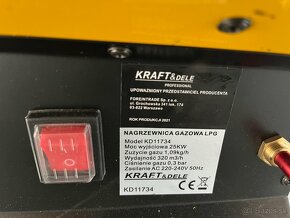 KRAFT&DELE
PROFESSIONAL
UPOWAŻNIONY PRZEDSTAWICIEL PRODUCENTA
FOREINTRADE Sp. z o.o.
ul. Grochowska 341 lok. 174
03-822 Warszawa
ROK PRODUKCJI 2021
NAGRZEWNICA GAZOWA LPG
Model KD11734
Moc wyjściowa 25KW
Zużycie gazu 1,09kg/h
Wydajność 320 m3/h
Ciśnienie gazu 0,3 bar
Zasilanie AC 220-240V 50Hz
KRAFT&DELE
KD11734